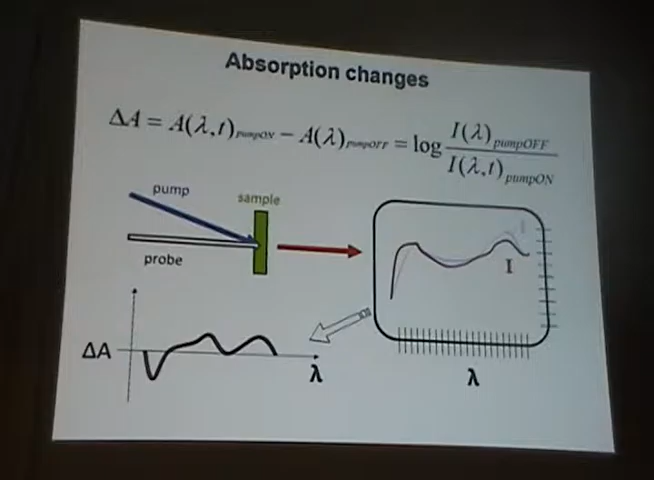 Absorption changes
ΔA = A(λ,t)pumpON − A(λ)pumpOFF = log I(λ)pumpOFF / I(λ,t)pumpON
pump
sample
probe
I
ΔA
λ
λ